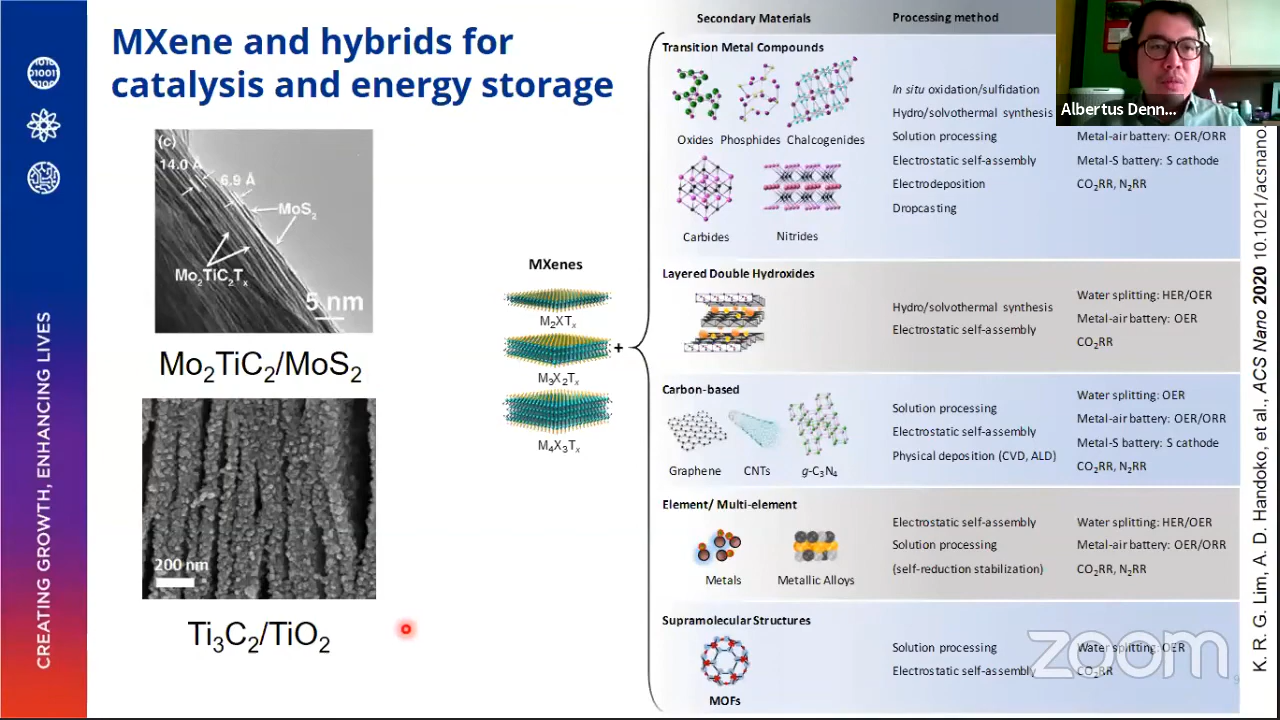 MXene and hybrids for
catalysis and energy storage
(c)
14.0 Å
6.9 Å
MoS₂
Mo₂TiC₂Tₓ
5 nm
Mo₂TiC₂/MoS₂
200 nm
Ti₃C₂/TiO₂
CREATING GROWTH, ENHANCING LIVES
MXenes
M₂XTₓ
M₃X₂Tₓ
M₄X₃Tₓ
+
Secondary Materials
Processing method
Transition Metal Compounds
Oxides Phosphides Chalcogenides
Carbides Nitrides
In situ oxidation/sulfidation
Hydro/solvothermal synthesis
Solution processing
Electrostatic self-assembly
Electrodeposition
Dropcasting
Metal-air battery: OER/ORR
Metal-S battery: S cathode
CO₂RR, N₂RR
Layered Double Hydroxides
Hydro/solvothermal synthesis
Electrostatic self-assembly
Water splitting: HER/OER
Metal-air battery: OER
CO₂RR
Carbon-based
Graphene CNTs g-C₃N₄
Solution processing
Electrostatic self-assembly
Physical deposition (CVD, ALD)
Water splitting: OER
Metal-air battery: OER/ORR
Metal-S battery: S cathode
CO₂RR, N₂RR
Element/ Multi-element
Metals Metallic Alloys
Electrostatic self-assembly
Solution processing
(self-reduction stabilization)
Water splitting: HER/OER
Metal-air battery: OER/ORR
CO₂RR, N₂RR
Supramolecular Structures
MOFs
Solution processing
Electrostatic self-assembly
Water splitting: OER
CO₂RR
K. R. G. Lim, A. D. Handoko, et al., ACS Nano 2020 10.1021/acsnano.
Albertus Denn...
zoom
9